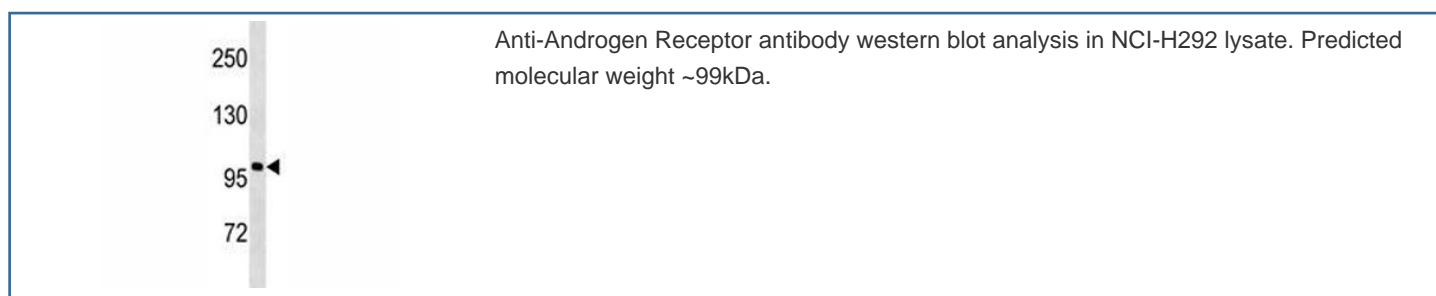 250
130
95
72
Anti-Androgen Receptor antibody western blot analysis in NCI-H292 lysate. Predicted
molecular weight ~99kDa.